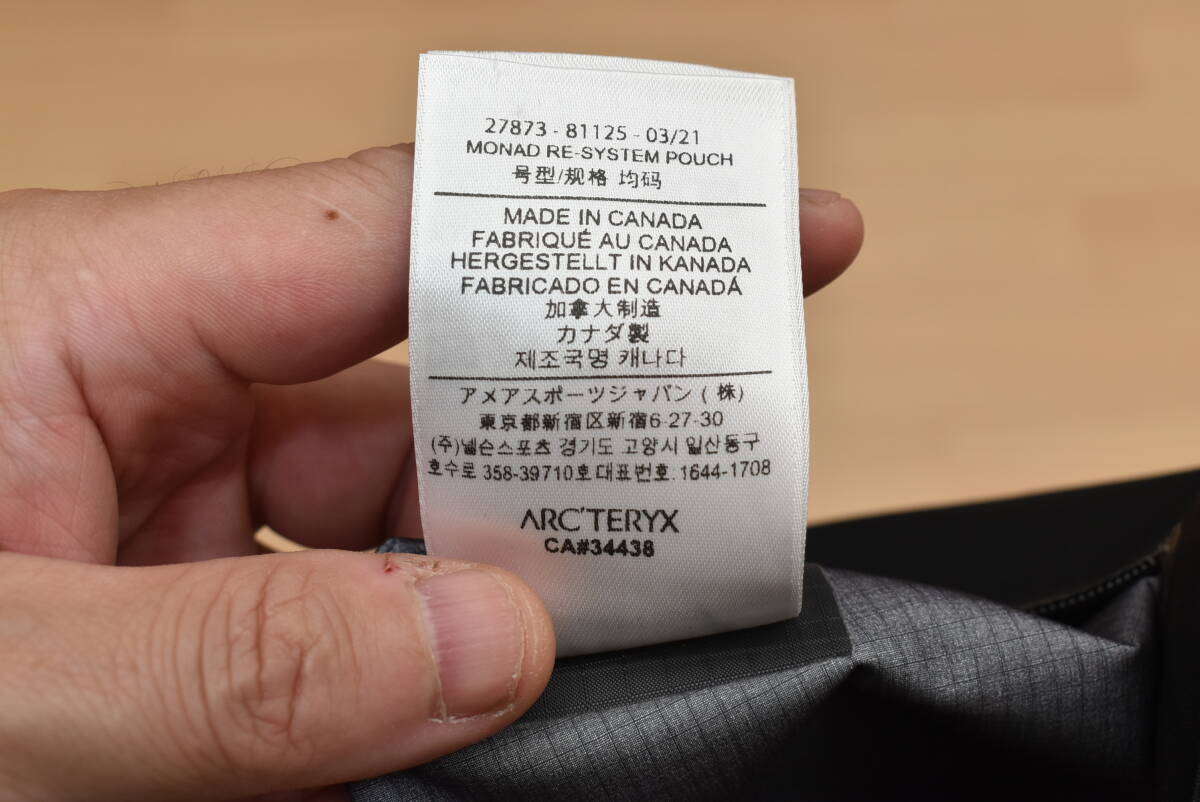 27873 - 81125 - 03/21
MONAD RE-SYSTEM POUCH
号型/规格 均码
MADE IN CANADA
FABRIQUÉ AU CANADA
HERGESTELLT IN KANADA
FABRICADO EN CANADÁ
加拿大制造
カナダ製
제조국명 캐나다
アメアスポーツジャパン (株)
東京都新宿区新宿6-27-30
(주)넬슨스포츠 경기도 고양시 일산동구
호수로 358-39710호대표번호: 1644-1708
ARC'TERYX
CA#34438